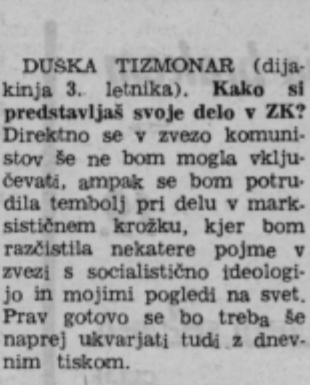 DUŠKA TIZMONAR (dija-
kinja 3. letnika). Kako si
predstavljaš svoje delo v ZK?
Direktno se v zvezo komuni-
stov še ne bom mogla vklju-
čevati, ampak se bom potru-
dila tembolj pri delu v mark-
sističnem krožku, kjer bom
razčistila nekatere pojme v
zvezi s socialistično ideologi-
jo in mojimi pogledi na svet.
Prav gotovo se bo treba še
naprej ukvarjati tudi z dnev-
nim tiskom.